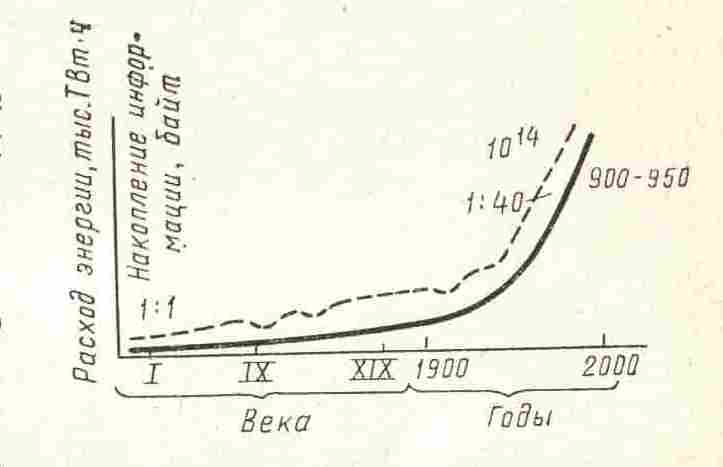 Расход энергии, тыс. ТВт·ч
Накопление инфор-
мации, байт
10¹⁴
1:40
900-950
1:1
I IX XIX 1900 2000
Века Годы